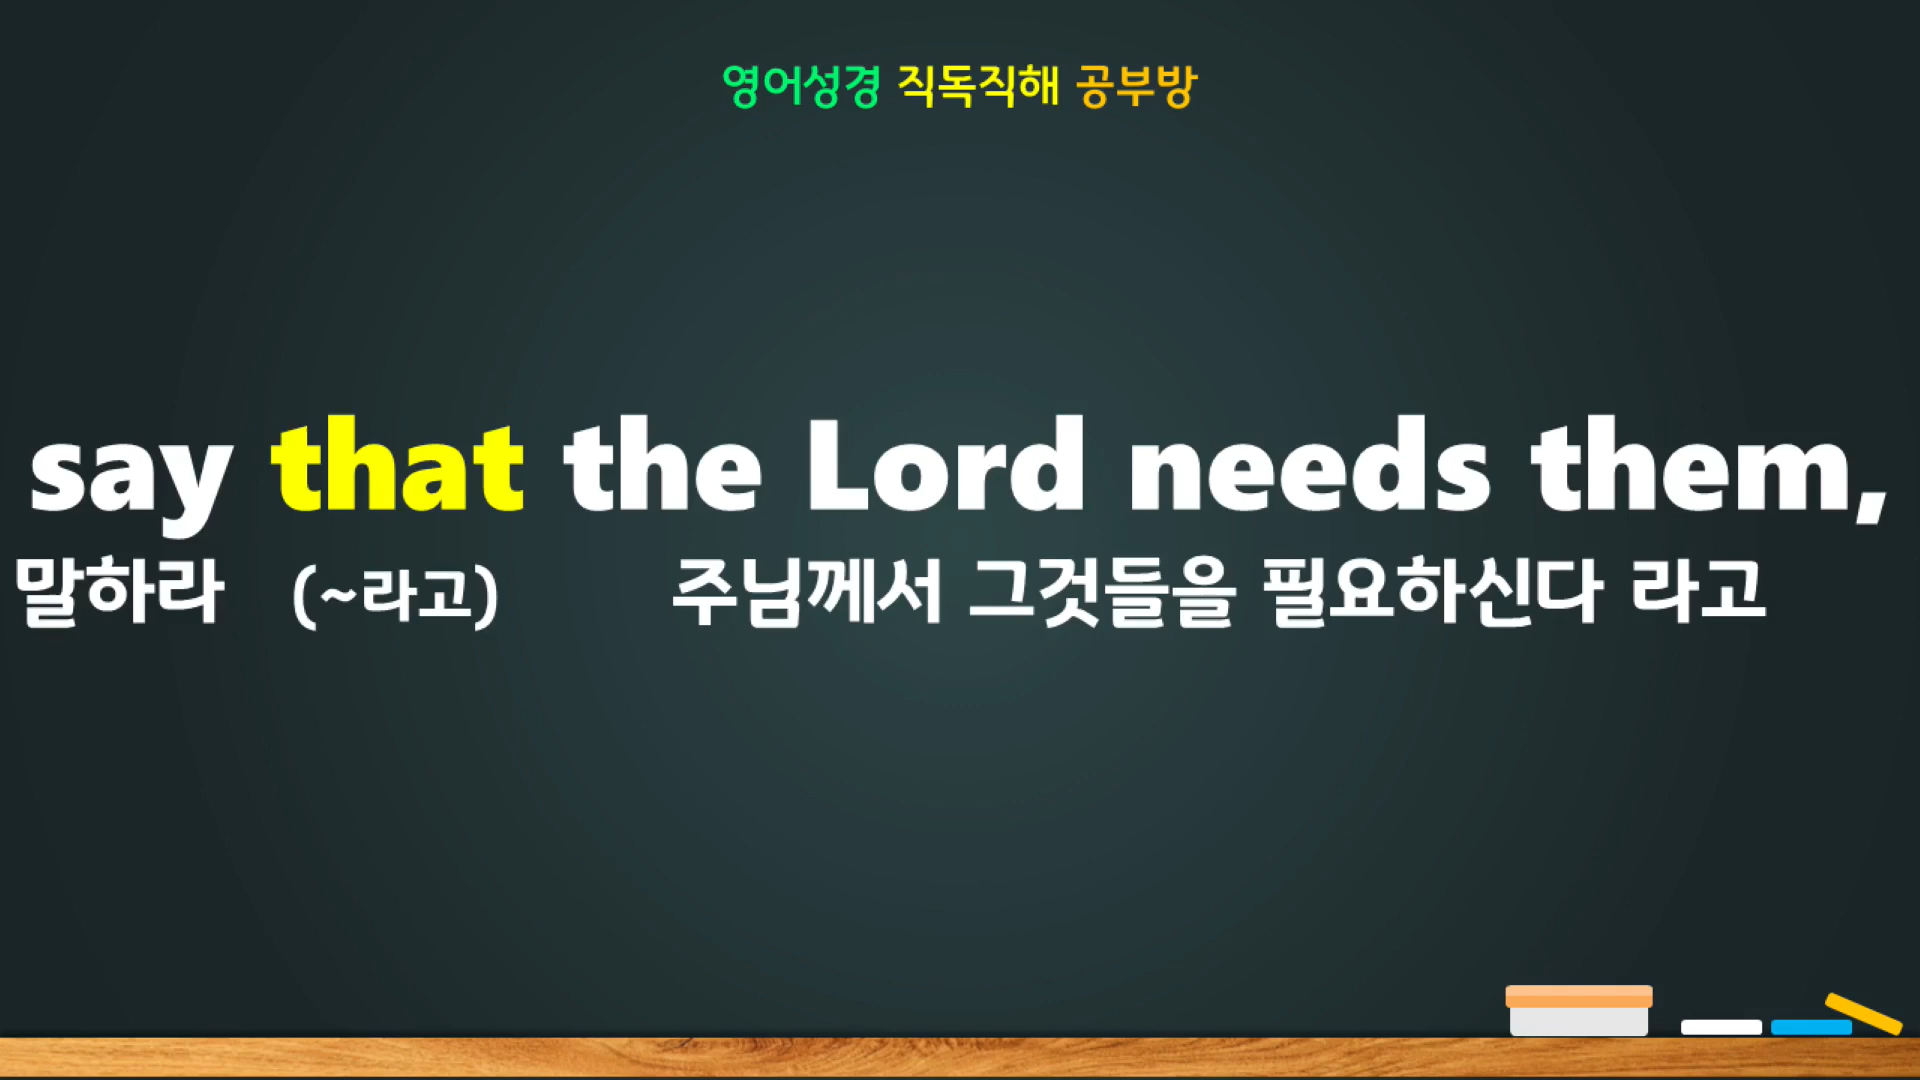 영어성경 직독직해 공부방
say that the Lord needs them,
말하라 (~라고) 주님께서 그것들을 필요하신다 라고